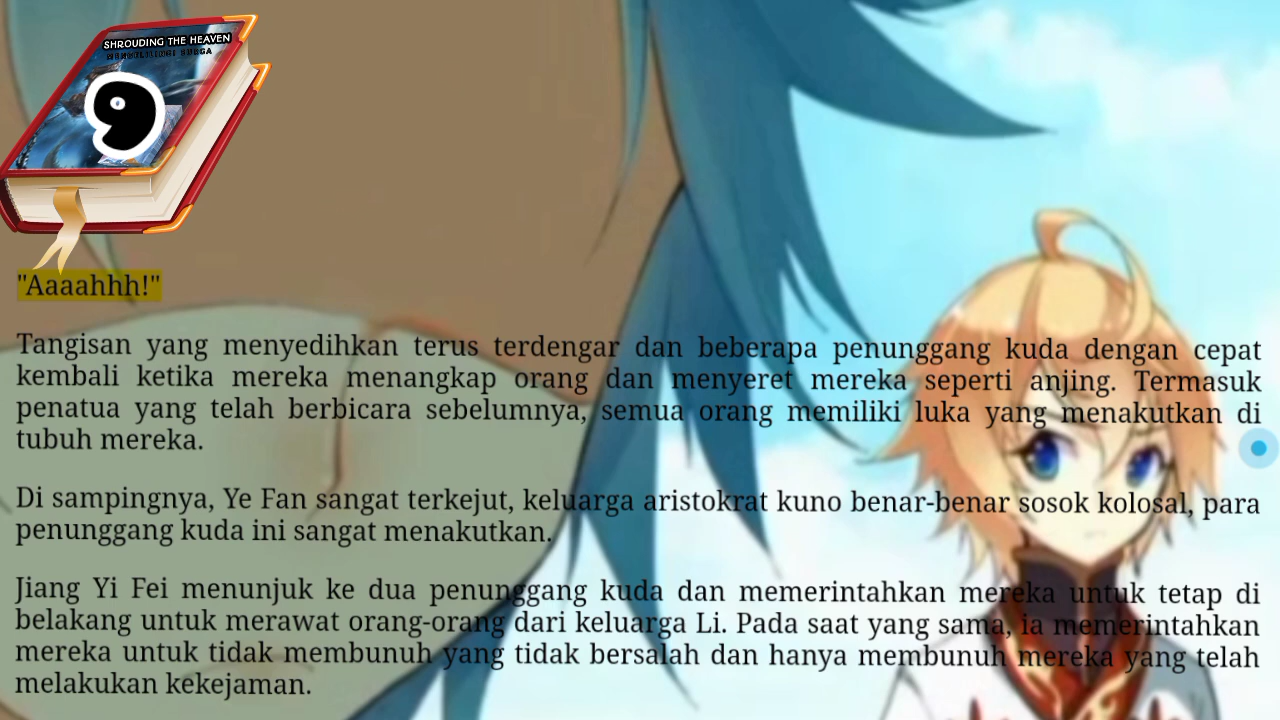 SHROUDING THE HEAVEN
MENYELIMUTI SURGA
9
"Aaaahhh!"
Tangisan yang menyedihkan terus terdengar dan beberapa penunggang kuda dengan cepat
kembali ketika mereka menangkap orang dan menyeret mereka seperti anjing. Termasuk
penatua yang telah berbicara sebelumnya, semua orang memiliki luka yang menakutkan di
tubuh mereka.
Di sampingnya, Ye Fan sangat terkejut, keluarga aristokrat kuno benar-benar sosok kolosal, para
penunggang kuda ini sangat menakutkan.
Jiang Yi Fei menunjuk ke dua penunggang kuda dan memerintahkan mereka untuk tetap di
belakang untuk merawat orang-orang dari keluarga Li. Pada saat yang sama, ia memerintahkan
mereka untuk tidak membunuh yang tidak bersalah dan hanya membunuh mereka yang telah
melakukan kekejaman.